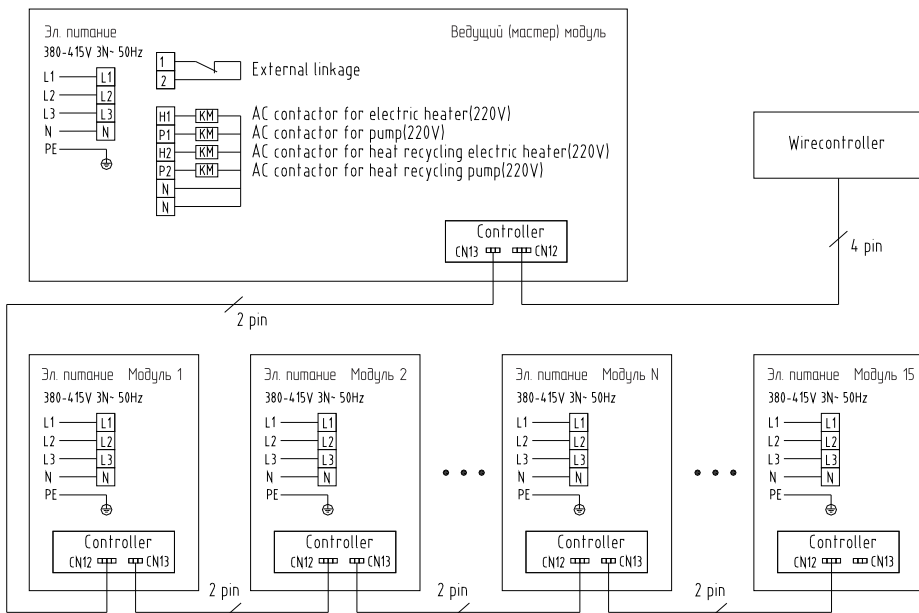 Эл. питание
Ведущий (мастер) модуль
380-415V 3N~ 50Hz
L1 L1
L2 L2
L3 L3
N N
PE
1
2
External linkage
H1 KM AC contactor for electric heater(220V)
P1 KM AC contactor for pump(220V)
H2 KM AC contactor for heat recycling electric heater(220V)
P2 KM AC contactor for heat recycling pump(220V)
N
N
Controller
CN13 CN12
Wirecontroller
4 pin
2 pin
Эл. питание Модуль 1
380-415V 3N~ 50Hz
L1 L1
L2 L2
L3 L3
N N
PE
Controller
CN12 CN13
2 pin
Эл. питание Модуль 2
380-415V 3N~ 50Hz
L1 L1
L2 L2
L3 L3
N N
PE
Controller
CN12 CN13
2 pin
Эл. питание Модуль N
380-415V 3N~ 50Hz
L1 L1
L2 L2
L3 L3
N N
PE
Controller
CN12 CN13
2 pin
Эл. питание Модуль 15
380-415V 3N~ 50Hz
L1 L1
L2 L2
L3 L3
N N
PE
Controller
CN12 CN13